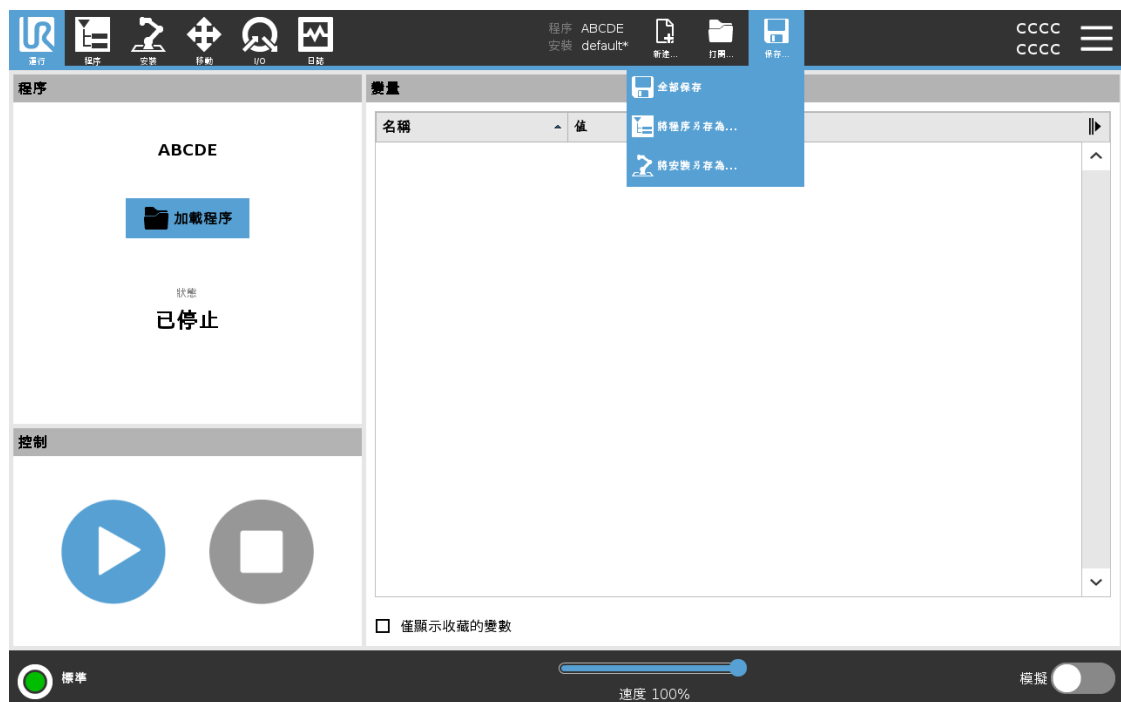 運行 程序 安裝 移動 I/O 日誌
程序 ABCDE
安裝 default*
新建... 打開... 保存...
cccc
cccc
全部保存
將程序另存為...
將安裝另存為...
程序
ABCDE
加載程序
狀態
已停止
控制
變量
名稱 值
僅顯示收藏的變數
標準
速度 100%
模擬